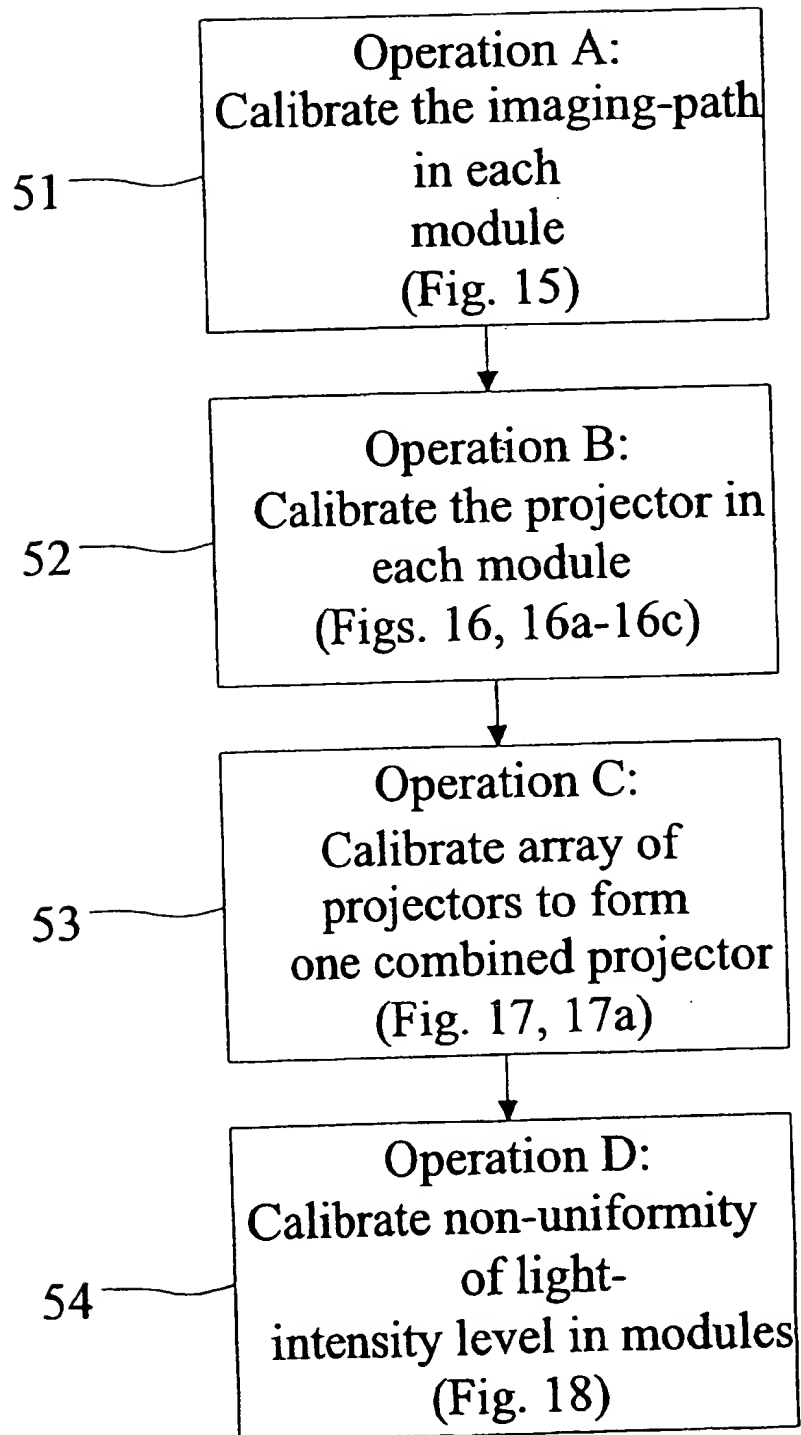 Operation A:
Calibrate the imaging-path
in each
module
(Fig. 15)
51
Operation B:
Calibrate the projector in
each module
(Figs. 16, 16a-16c)
52
Operation C:
Calibrate array of
projectors to form
one combined projector
(Fig. 17, 17a)
53
Operation D:
Calibrate non-uniformity
of light-
intensity level in modules
(Fig. 18)
54